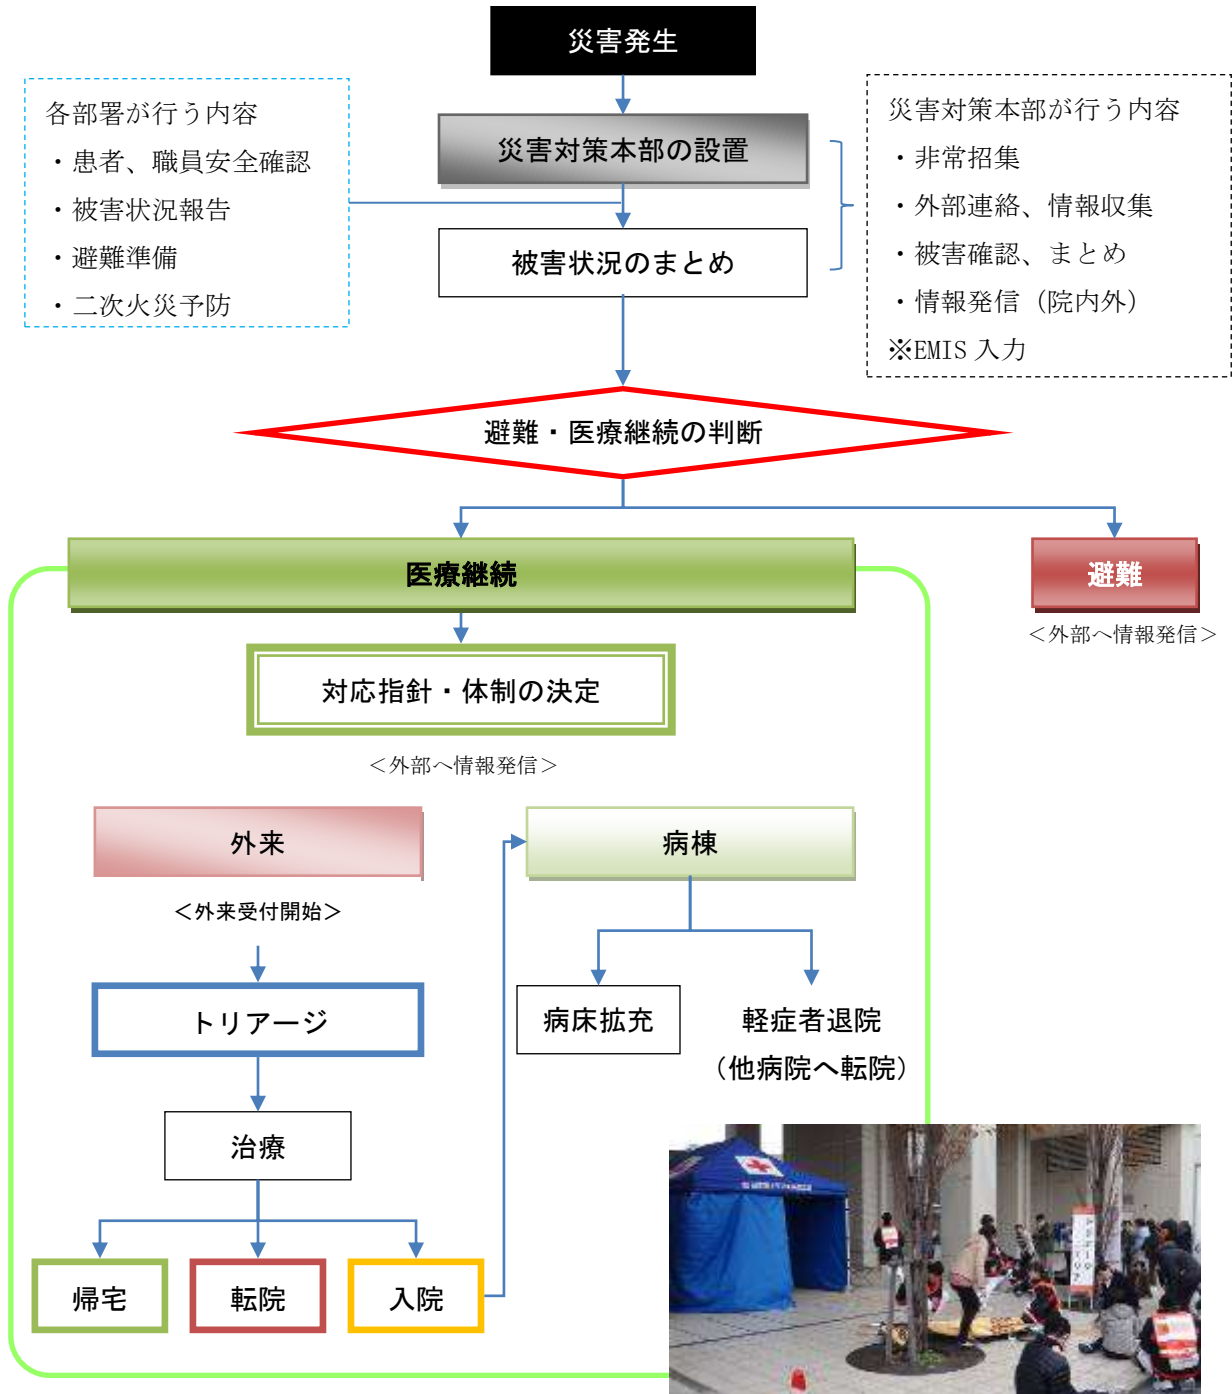 災害発生
各部署が行う内容
・患者、職員安全確認
・被害状況報告
・避難準備
・二次火災予防
災害対策本部の設置
被害状況のまとめ
災害対策本部が行う内容
・非常招集
・外部連絡、情報収集
・被害確認、まとめ
・情報発信（院内外）
※EMIS 入力
避難・医療継続の判断
医療継続
避難
＜外部へ情報発信＞
対応指針・体制の決定
＜外部へ情報発信＞
外来
病棟
＜外来受付開始＞
トリアージ
病床拡充
軽症者退院
（他病院へ転院）
治療
帰宅
転院
入院